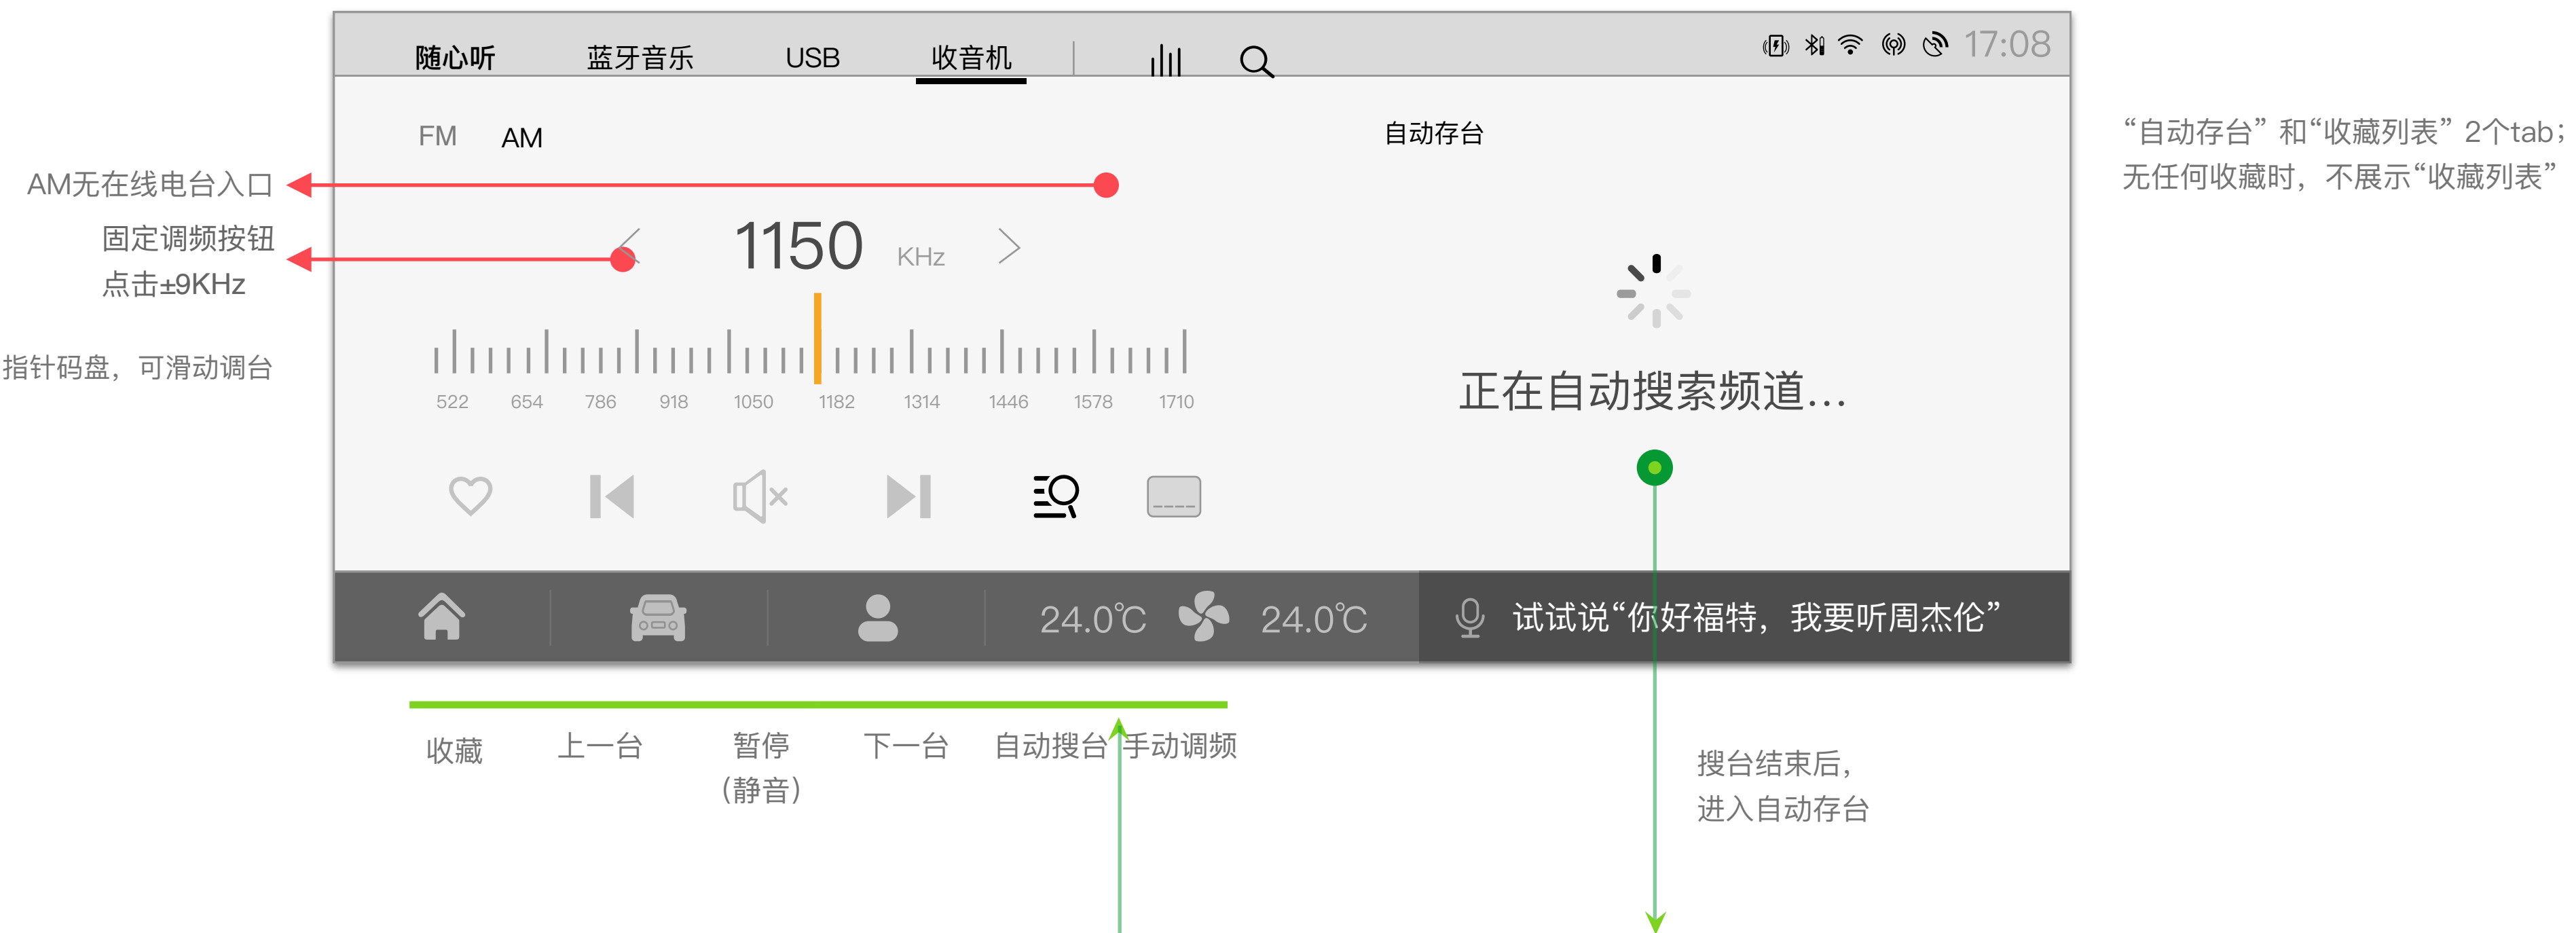 随心听 蓝牙音乐 USB 收音机 17:08
FM AM 自动存台
“自动存台” 和“收藏列表” 2个tab；
无任何收藏时，不展示“收藏列表”
AM无在线电台入口
固定调频按钮
点击±9KHz
1150 KHz
指针码盘，可滑动调台
522 654 786 918 1050 1182 1314 1446 1578 1710
正在自动搜索频道...
24.0℃ 24.0℃ 试试说“你好福特，我要听周杰伦”
收藏 上一台 暂停 下一台 自动搜台 手动调频
（静音）
搜台结束后，
进入自动存台